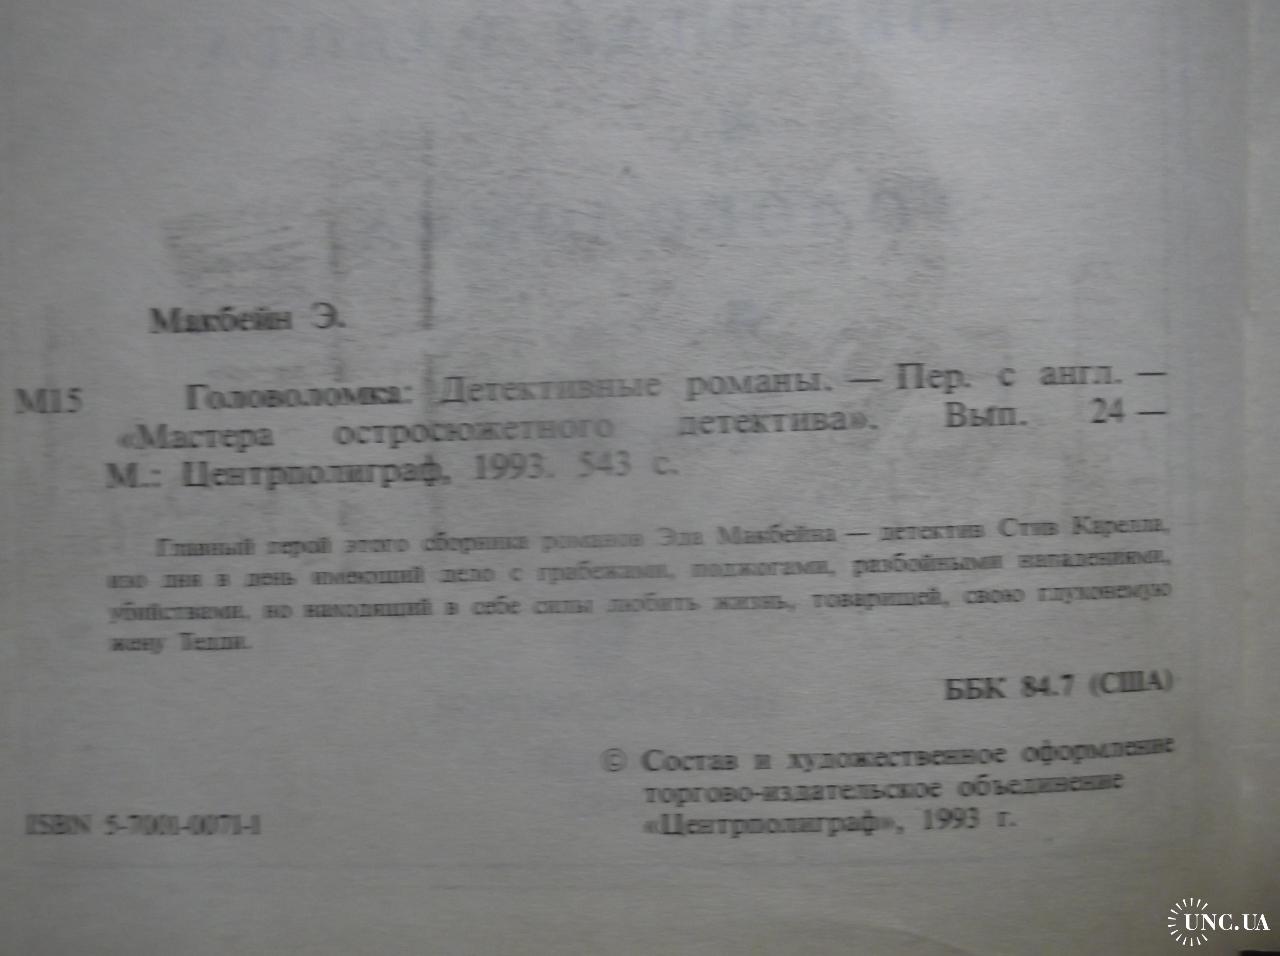 Макбейн Э.
М15 Головоломка: Детективные романы. — Пер. с англ. —
«Мастера остросюжетного детектива». Вып. 24 —
М.: Центрполиграф, 1993. 543 с.
Главный герой этого сборника романов Эда Макбейна — детектив Стив Карелла,
изо дня в день имеющий дело с грабежами, поджогами, разбойными нападениями,
убийствами, но находящий в себе силы любить жизнь, товарищей, свою глухонемую
жену Тедди.
ББК 84.7 (США)
© Состав и художественное оформление
торгово-издательское объединение
«Центрполиграф», 1993 г.
ISBN 5-7001-0071-1
UNC.UA